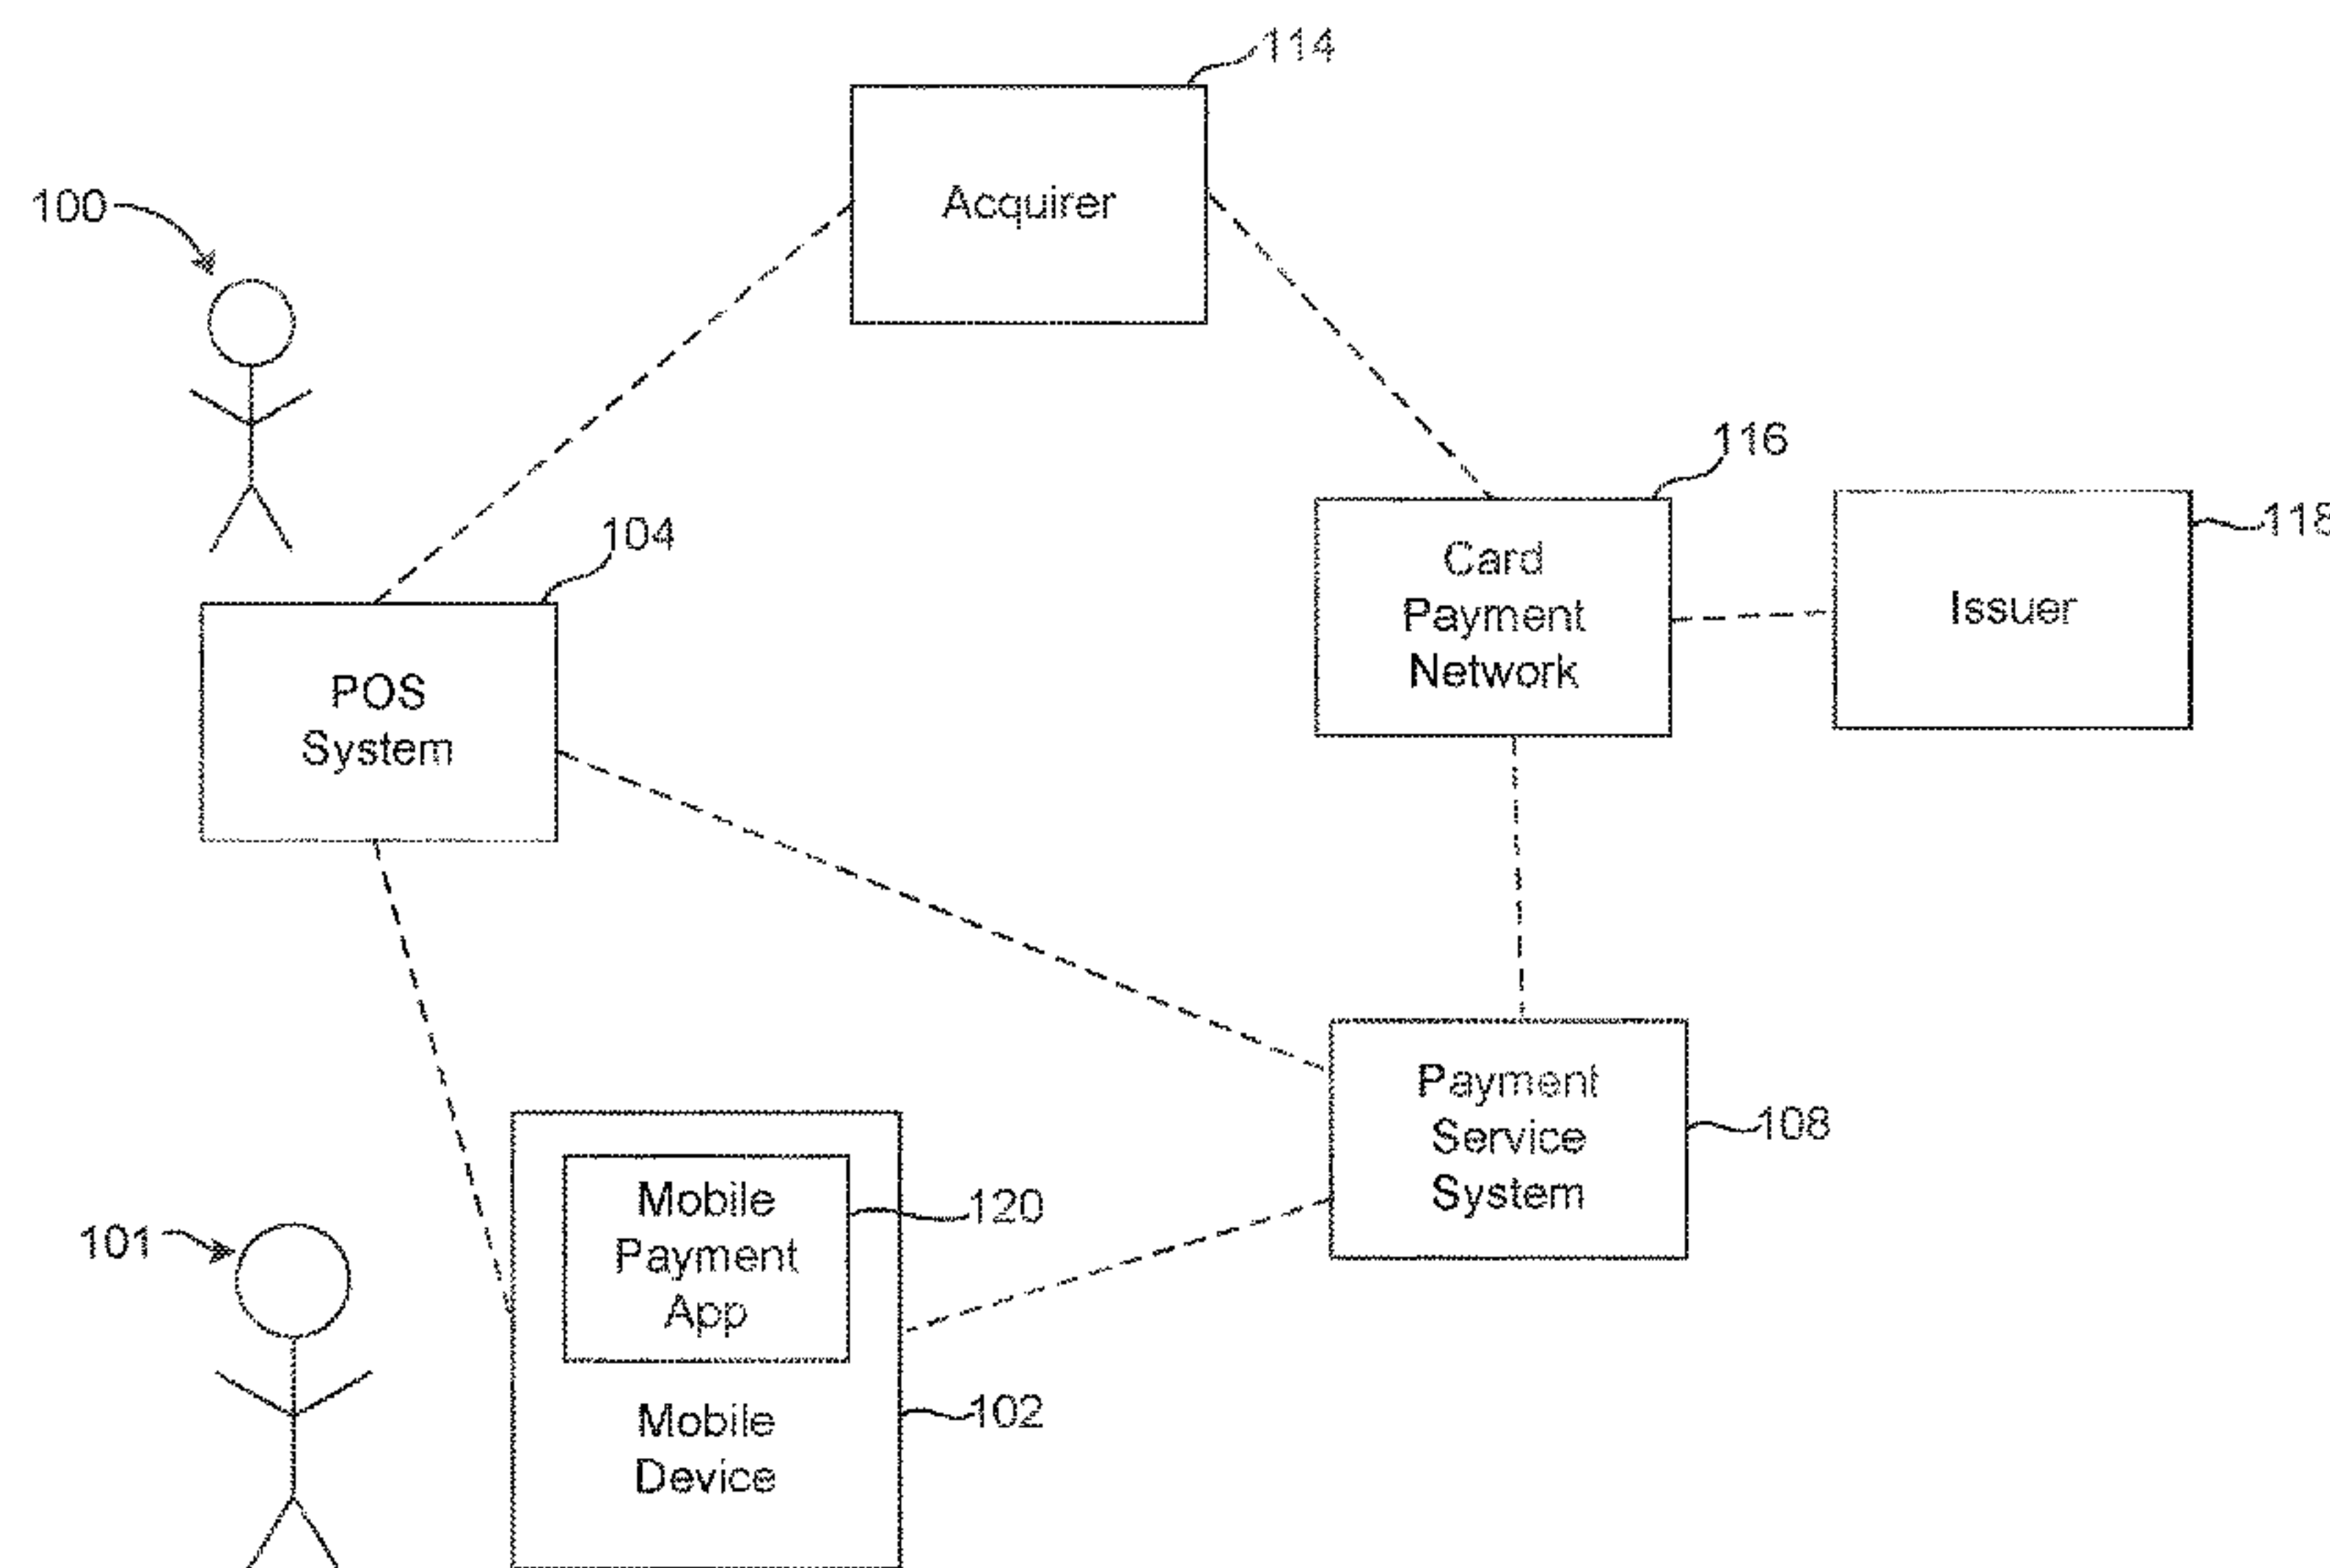 114
Acquirer
100
116
104
Card
Payment
Network
Issuer
118
POS
System
Payment
Service
System
108
Mobile
Payment
App
120
101
Mobile
Device
102